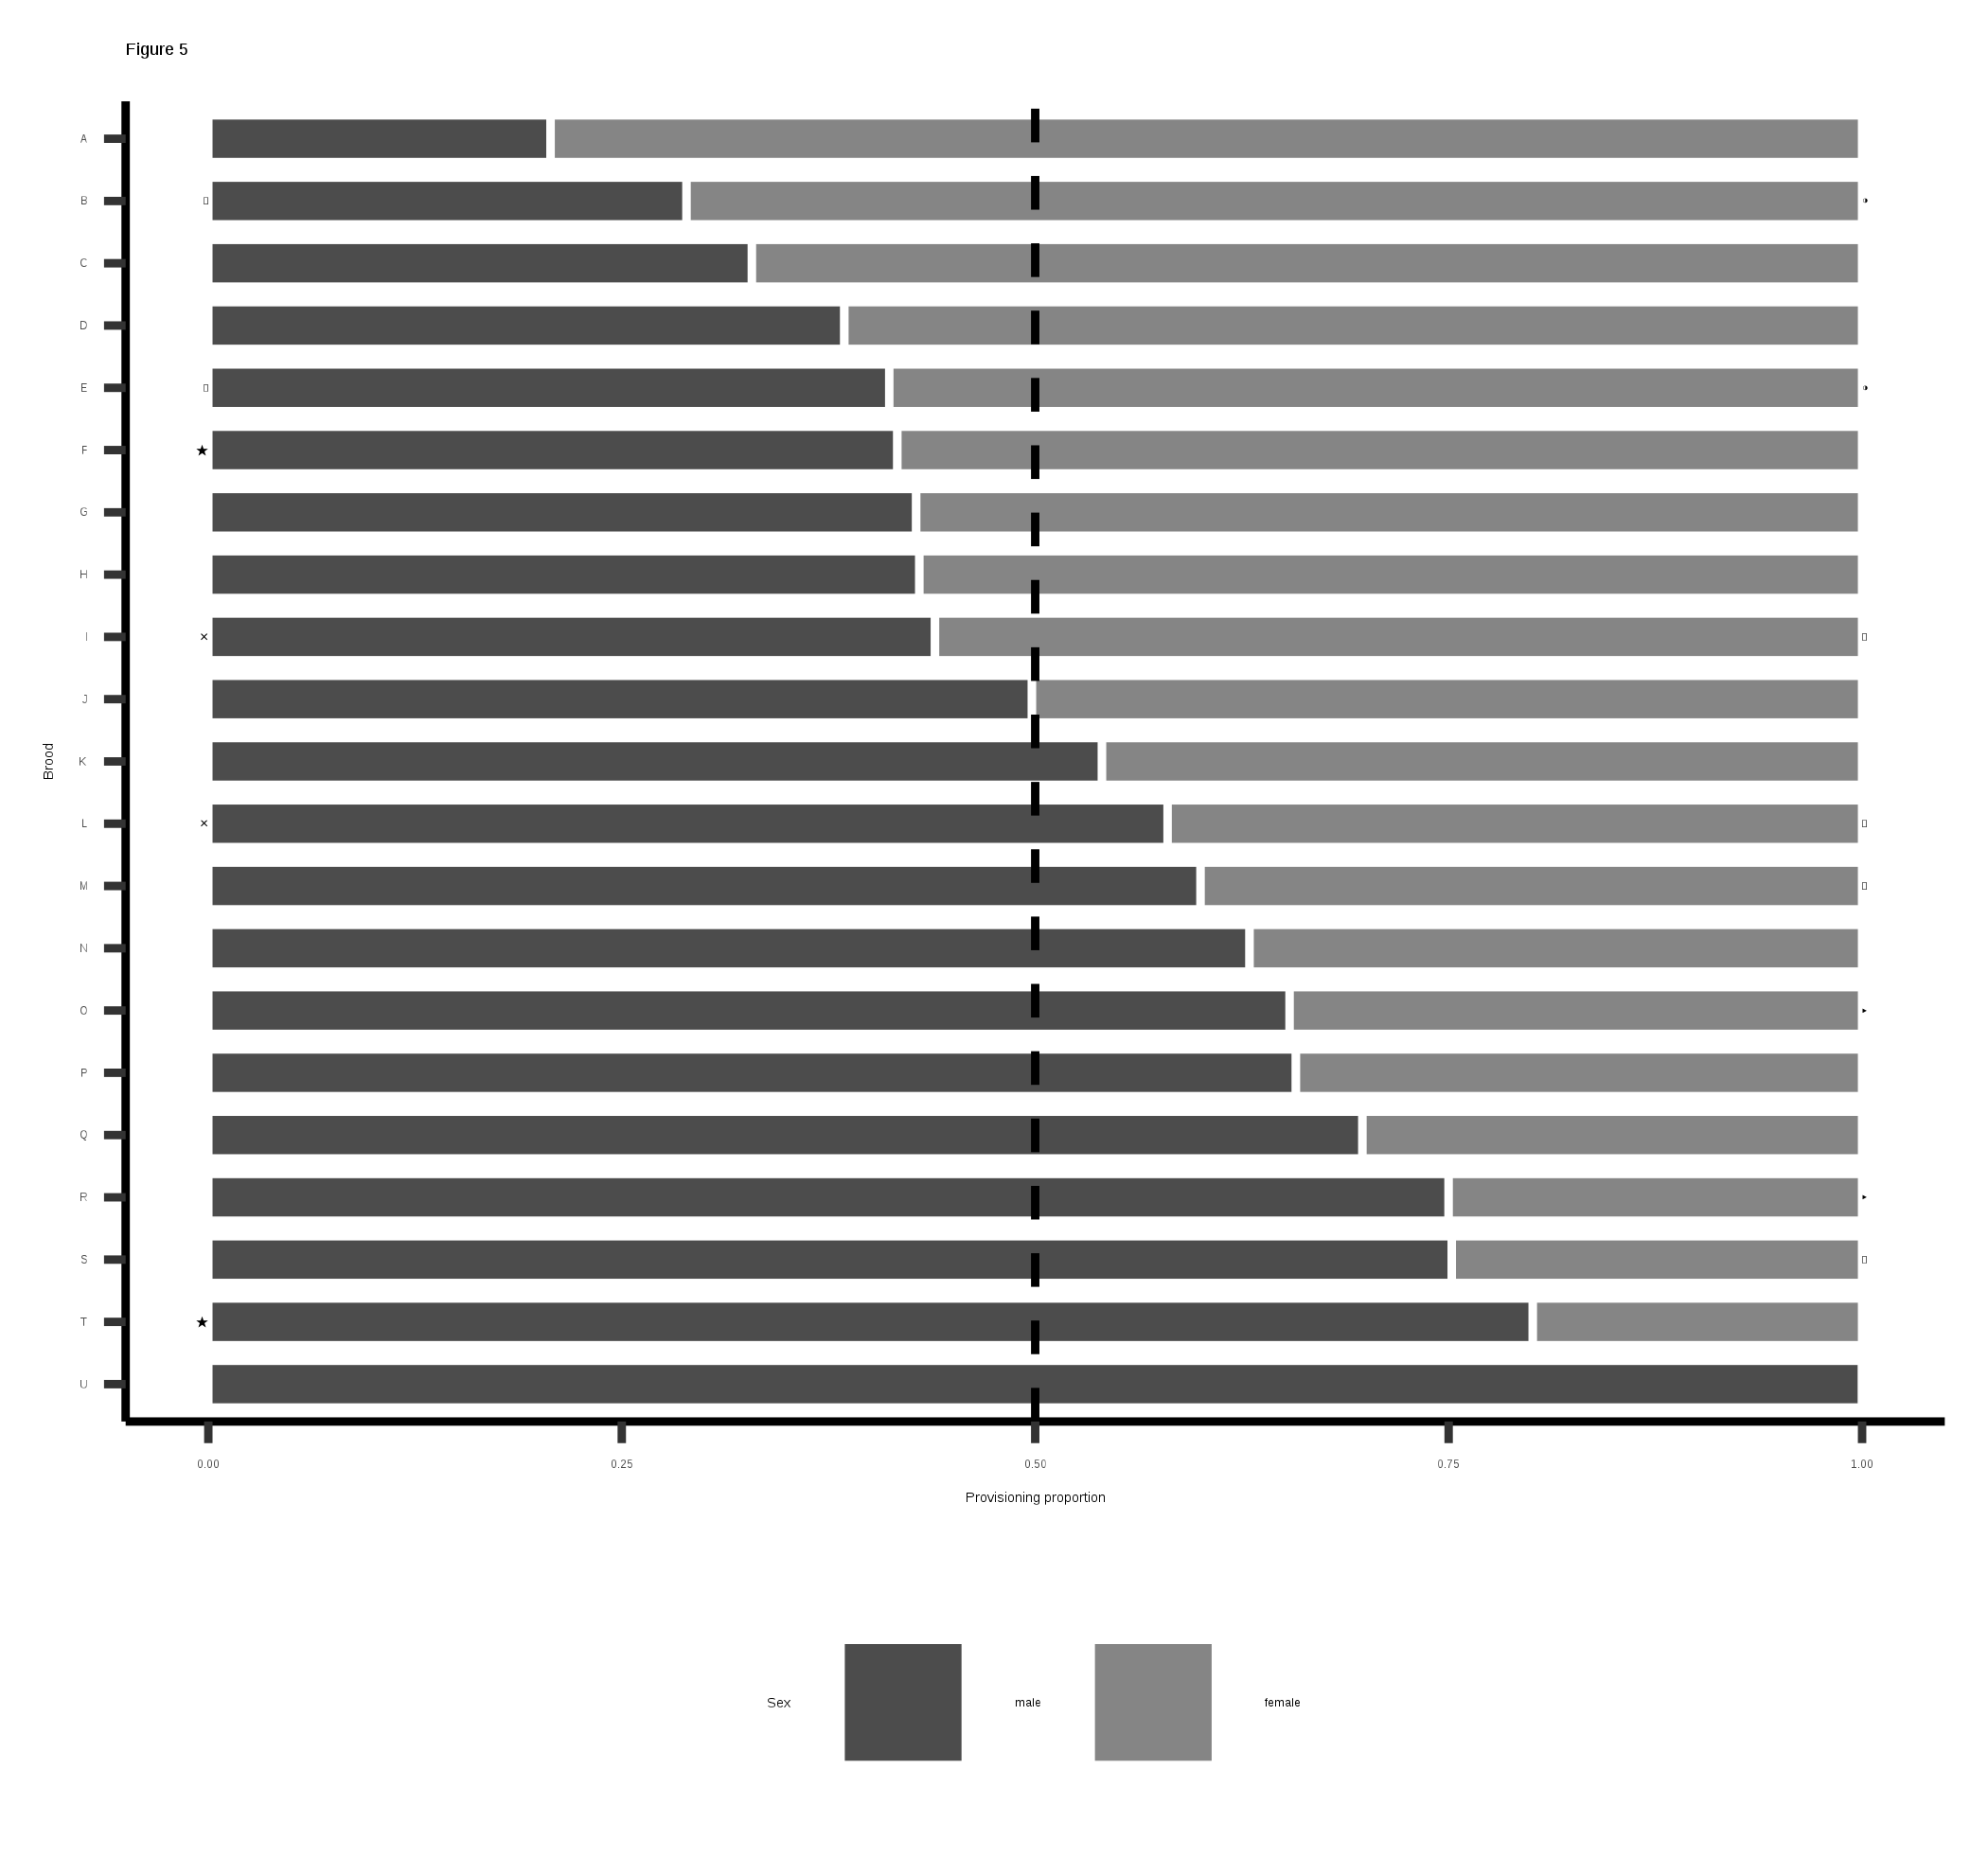 Figure 5
A
B
C
D
E
F
G
H
I
J
K
L
M
N
O
P
Q
R
S
T
U
Brood
0.00 0.25 0.50 0.75 1.00
Provisioning proportion
Sex male female